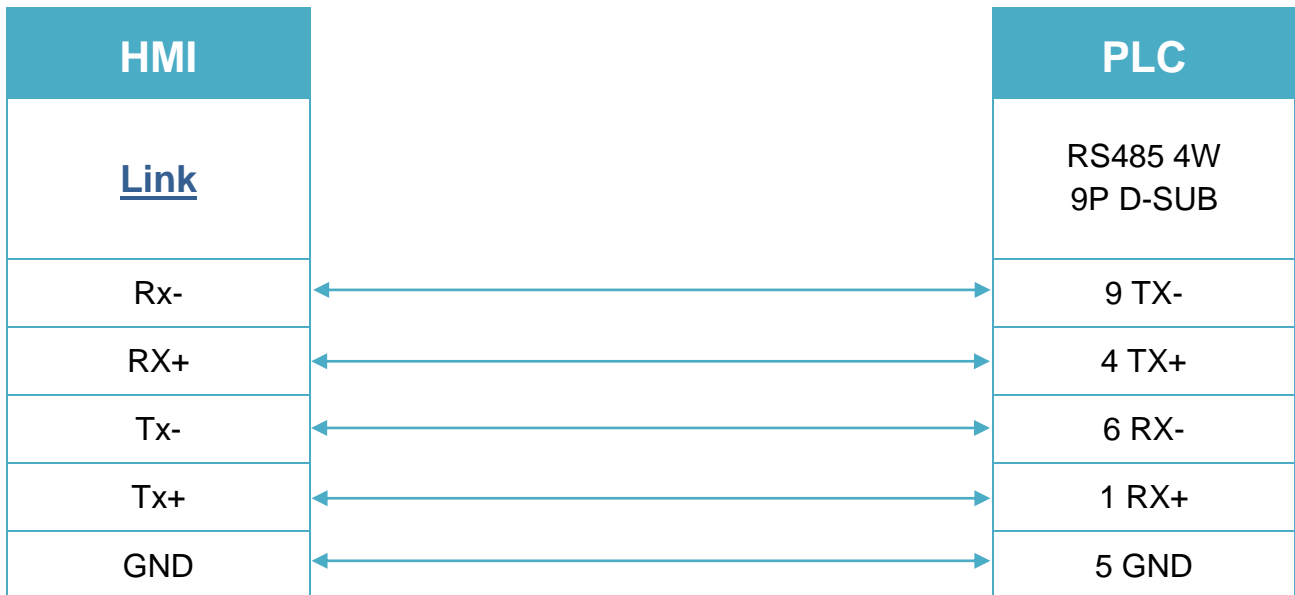 HMI
PLC
Link
RS485 4W
9P D-SUB
Rx-
9 TX-
RX+
4 TX+
Tx-
6 RX-
Tx+
1 RX+
GND
5 GND